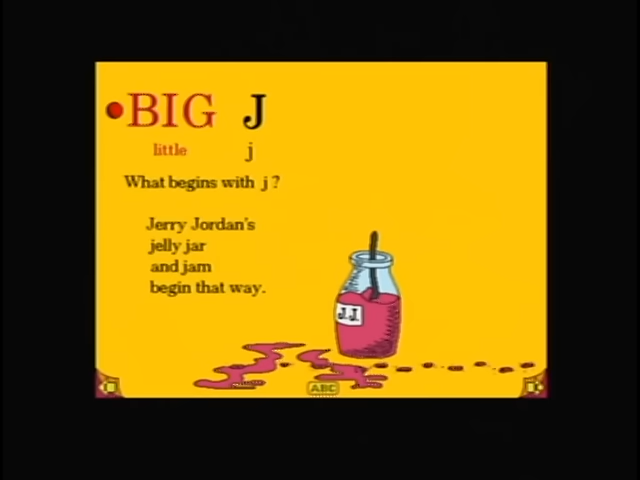 BIG J
little j
What begins with j ?
Jerry Jordan's
jelly jar
and jam
begin that way.
J.J.
ABC